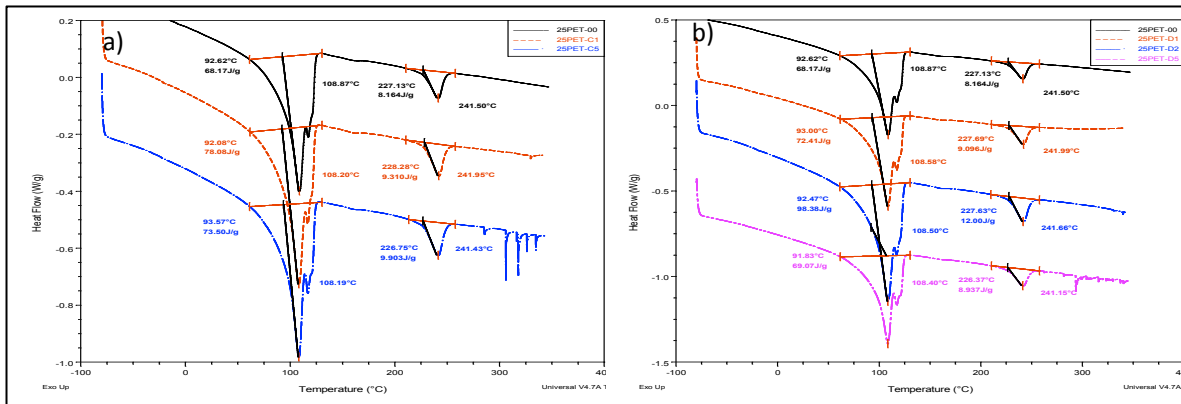 a)
25PET-00
25PET-C1
25PET-C5
0.2
0.0
-0.2
-0.4
-0.6
-0.8
-1.0
Heat Flow (W/g)
92.62°C
68.17J/g
108.87°C
227.13°C
8.164J/g
241.50°C
92.08°C
78.08J/g
108.20°C
228.28°C
9.310J/g
241.95°C
93.57°C
73.50J/g
108.19°C
226.75°C
9.903J/g
241.43°C
-100
0
100
200
300
40
Exo Up
Temperature (°C)
Universal V4.7A T
b)
25PET-00
25PET-D1
25PET-D2
25PET-D5
0.5
0.0
-0.5
-1.0
-1.5
Heat Flow (W/g)
92.62°C
68.17J/g
108.87°C
227.13°C
8.164J/g
241.50°C
93.00°C
72.41J/g
108.58°C
227.69°C
9.096J/g
241.99°C
92.47°C
98.38J/g
108.50°C
227.63°C
12.00J/g
241.66°C
91.83°C
69.07J/g
108.40°C
226.37°C
8.937J/g
241.15°C
-100
0
100
200
300
40
Exo Up
Temperature (°C)
Universal V4.7A